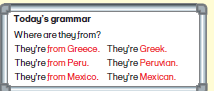 Today's grammar
Where are they from?
They're from Greece. They're Greek.
They're from Peru. They're Peruvian.
They're from Mexico. They're Mexican.